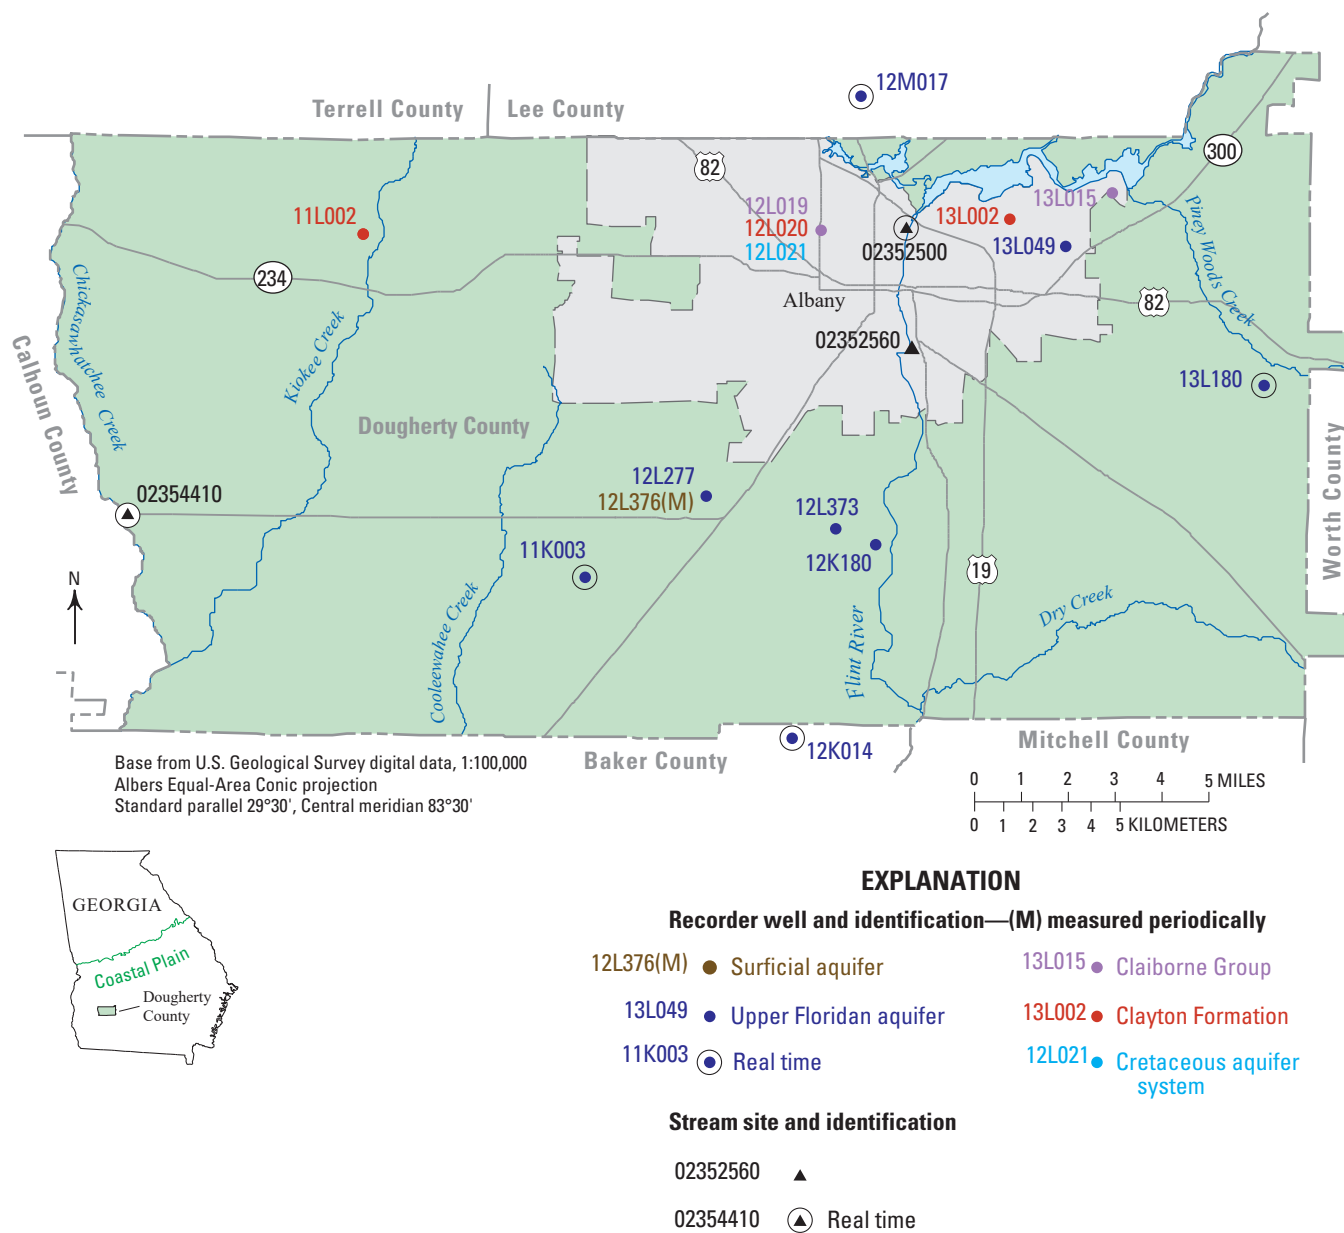 12M017
Terrell County
Lee County
300
82
11L002
12L019
12L020
12L021
13L002
13L015
13L049
02352500
Piney Woods Creek
234
Albany
82
Chickasawhatchee Creek
Kiokee Creek
Calhoun County
02352560
13L180
Dougherty County
Worth County
02354410
12L277
12L376(M)
12L373
12K180
11K003
19
N
Cooleewahee Creek
Flint River
Dry Creek
12K014
Baker County
Mitchell County
Base from U.S. Geological Survey digital data, 1:100,000
Albers Equal-Area Conic projection
Standard parallel 29°30', Central meridian 83°30'
0 1 2 3 4 5 MILES
0 1 2 3 4 5 KILOMETERS
GEORGIA
Coastal Plain
Dougherty
County
EXPLANATION
Recorder well and identification—(M) measured periodically
12L376(M) Surficial aquifer
13L049 Upper Floridan aquifer
11K003 Real time
13L015 Claiborne Group
13L002 Clayton Formation
12L021 Cretaceous aquifer
system
Stream site and identification
02352560
02354410 Real time